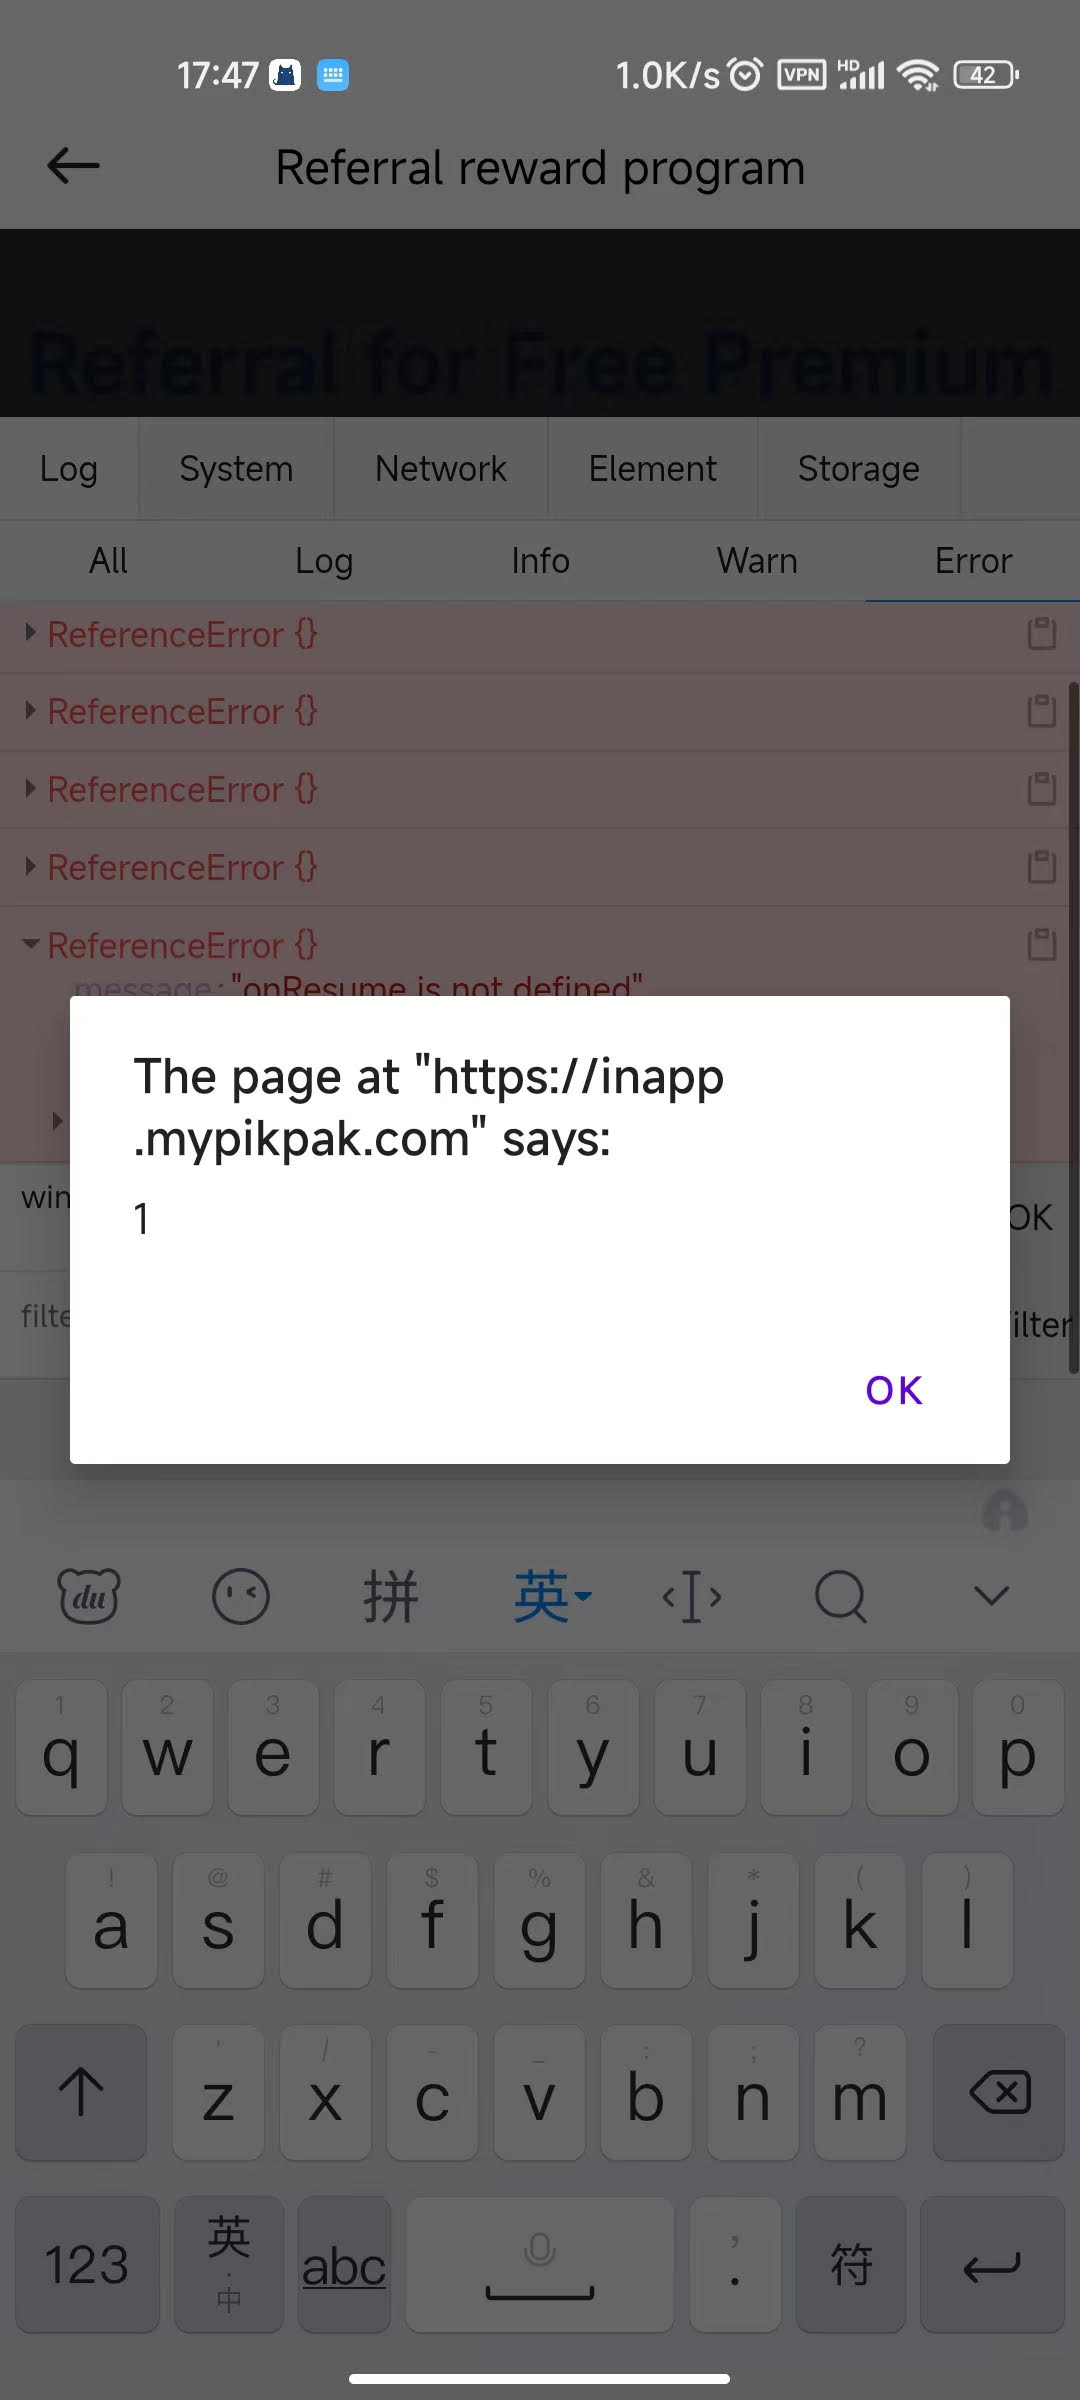 17:47 1.0K/s VPN HD 42
Referral reward program
Referral for Free Premium
Log System Network Element Storage
All Log Info Warn Error
ReferenceError {}
ReferenceError {}
ReferenceError {}
ReferenceError {}
ReferenceError {}
message: "onResume is not defined"
The page at "https://inapp
.mypikpak.com" says:
1
win OK
filte ilter
OK
du 拼 英
1 2 3 4 5 6 7 8 9 0
q w e r t y u i o p
! @ # $ % & * ( )
a s d f g h j k l
' / - _ : ; ?
z x c v b n m
123 英 中 abc , . 符